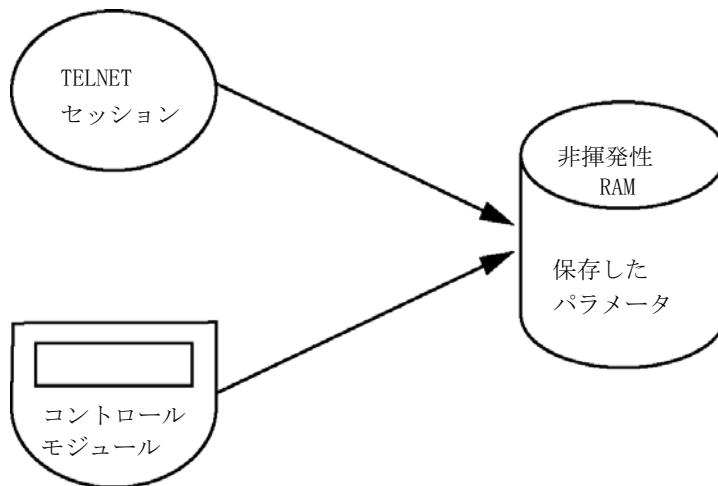 TELNET
セッション
非揮発性
RAM
保存した
パラメータ
コントロール
モジュール